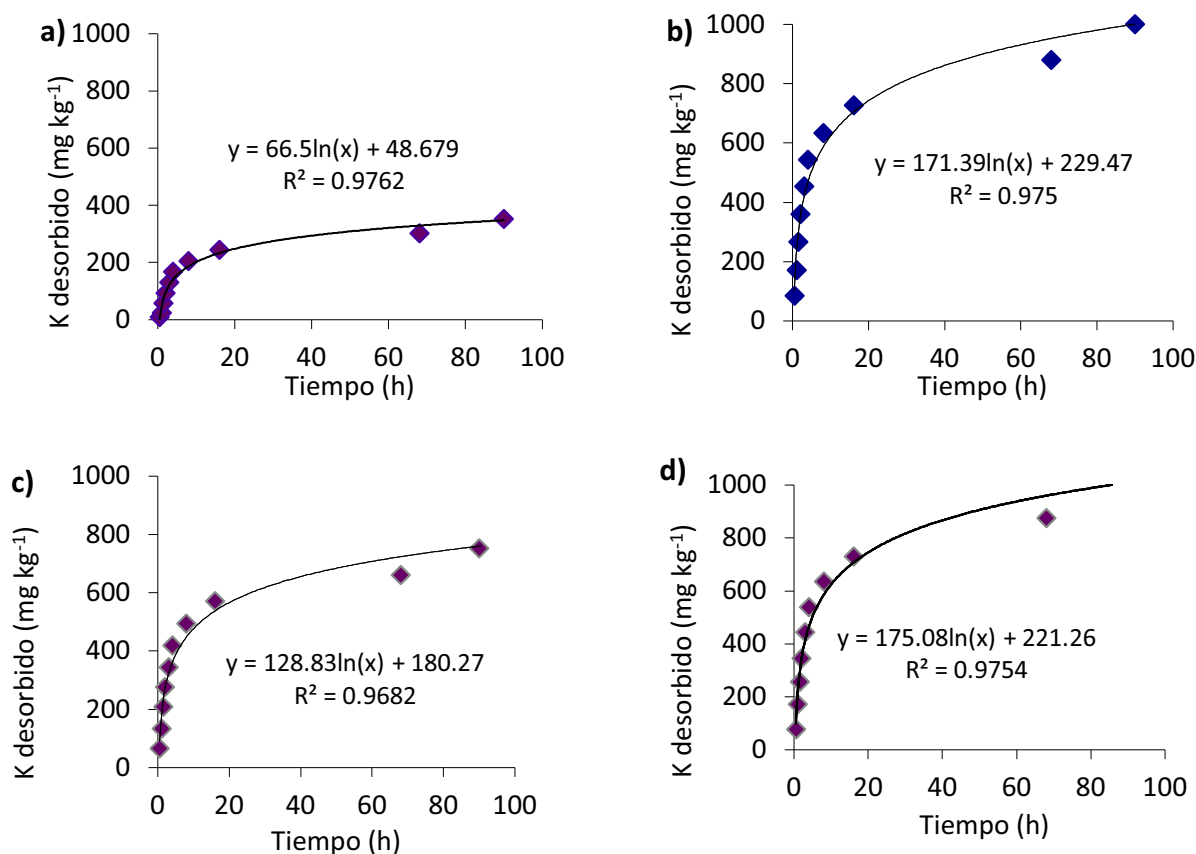 a)
K desorbido (mg kg⁻¹)
1000
800
600
400
200
0
y = 66.5ln(x) + 48.679
R² = 0.9762
0 20 40 60 80 100
Tiempo (h)
b)
K desorbido (mg kg⁻¹)
1000
800
600
400
200
0
y = 171.39ln(x) + 229.47
R² = 0.975
0 20 40 60 80 100
Tiempo (h)
c)
K desorbido (mg kg⁻¹)
1000
800
600
400
200
0
y = 128.83ln(x) + 180.27
R² = 0.9682
0 20 40 60 80 100
Tiempo (h)
d)
K desorbido (mg kg⁻¹)
1000
800
600
400
200
0
y = 175.08ln(x) + 221.26
R² = 0.9754
0 20 40 60 80 100
Tiempo (h)